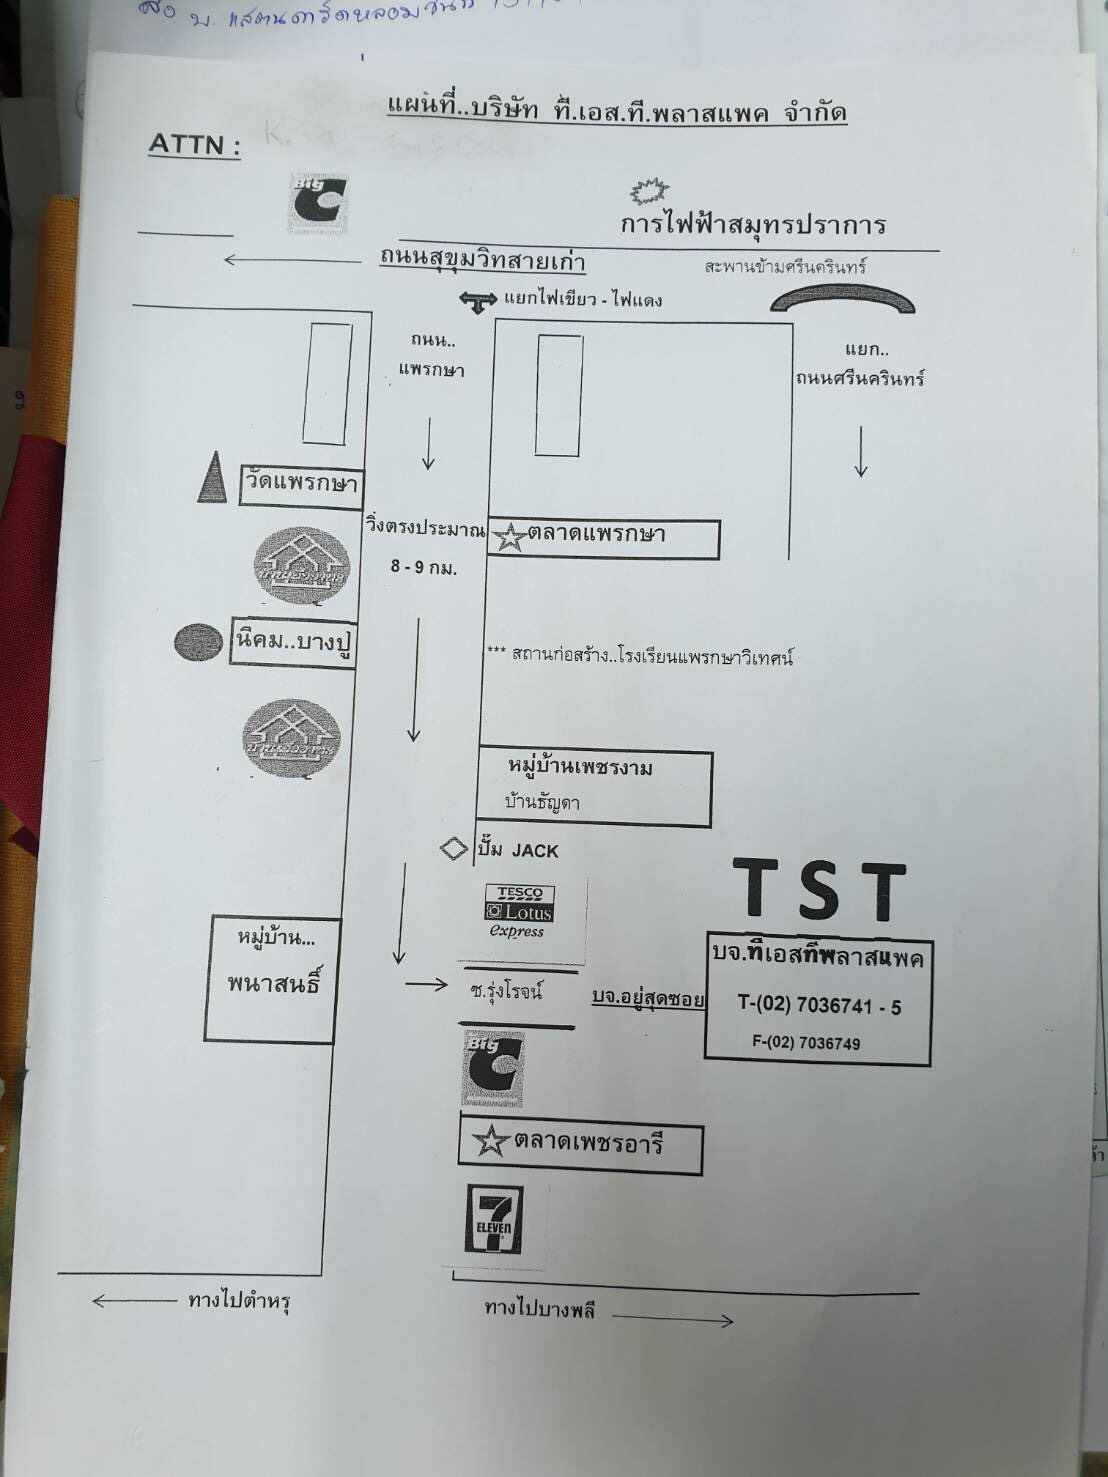 บ. แสตนดาร์ดหลอม
แผนที่..บริษัท ที.เอส.ที.พลาสแพค จำกัด
ATTN :
Big C
การไฟฟ้าสมุทรปราการ
ถนนสุขุมวิทสายเก่า
สะพานข้ามศรีนครินทร์
แยกไฟเขียว - ไฟแดง
ถนน..
แพรกษา
แยก..
ถนนศรีนครินทร์
วัดแพรกษา
วิ่งตรงประมาณ
8 - 9 กม.
ตลาดแพรกษา
นิคม..บางปู
*** สถานก่อสร้าง..โรงเรียนแพรกษาวิเทศน์
หมู่บ้านเพชรงาม
บ้านธัญดา
ปั๊ม JACK
TESCO
Lotus
express
TST
หมู่บ้าน...
พนาสนธิ์
ซ.รุ่งโรจน์
บจ.อยู่สุดซอย
บจ.ทีเอสทีพลาสแพค
T-(02) 7036741 - 5
F-(02) 7036749
Big C
ตลาดเพชรอารี
7
ELEVEn
ทางไปตำหรุ
ทางไปบางพลี